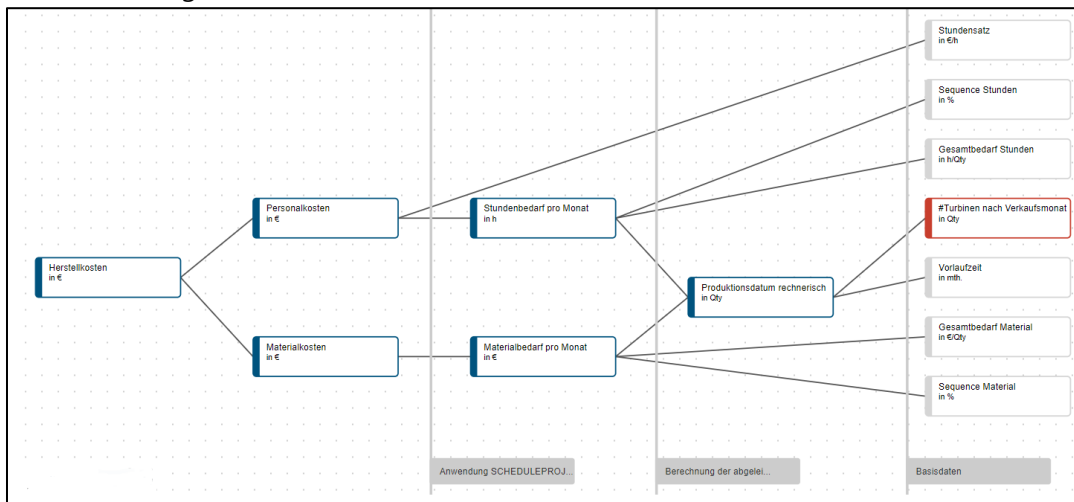 Stundensatz
in €/h
Sequence Stunden
in %
Gesamtbedarf Stunden
in h/Qty
Personalkosten
in €
Stundenbedarf pro Monat
in h
#Turbinen nach Verkaufsmonat
in Qty
Herstellkosten
in €
Produktionsdatum rechnerisch
in Qty
Vorlaufzeit
in mth.
Materialkosten
in €
Materialbedarf pro Monat
in €
Gesamtbedarf Material
in €/Qty
Sequence Material
in %
Anwendung SCHEDULEPROJ...
Berechnung der abgelei...
Basisdaten